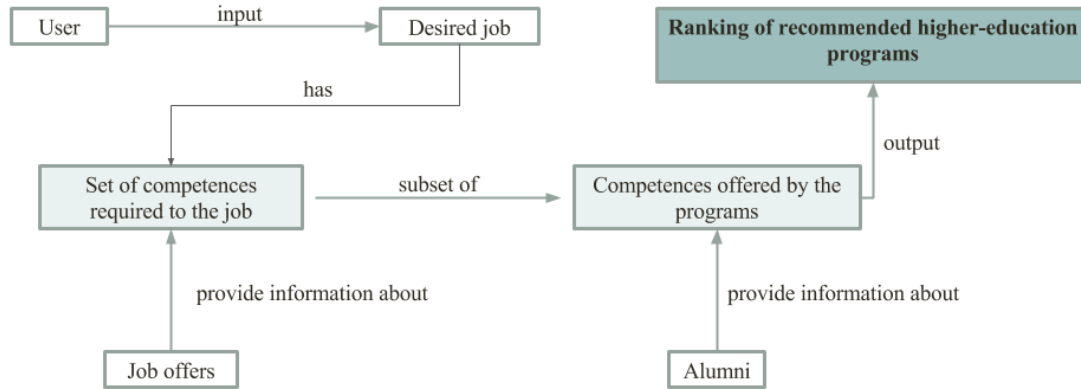 User
input
Desired job
Ranking of recommended higher-education
programs
has
output
Set of competences
required to the job
subset of
Competences offered by the
programs
provide information about
provide information about
Job offers
Alumni